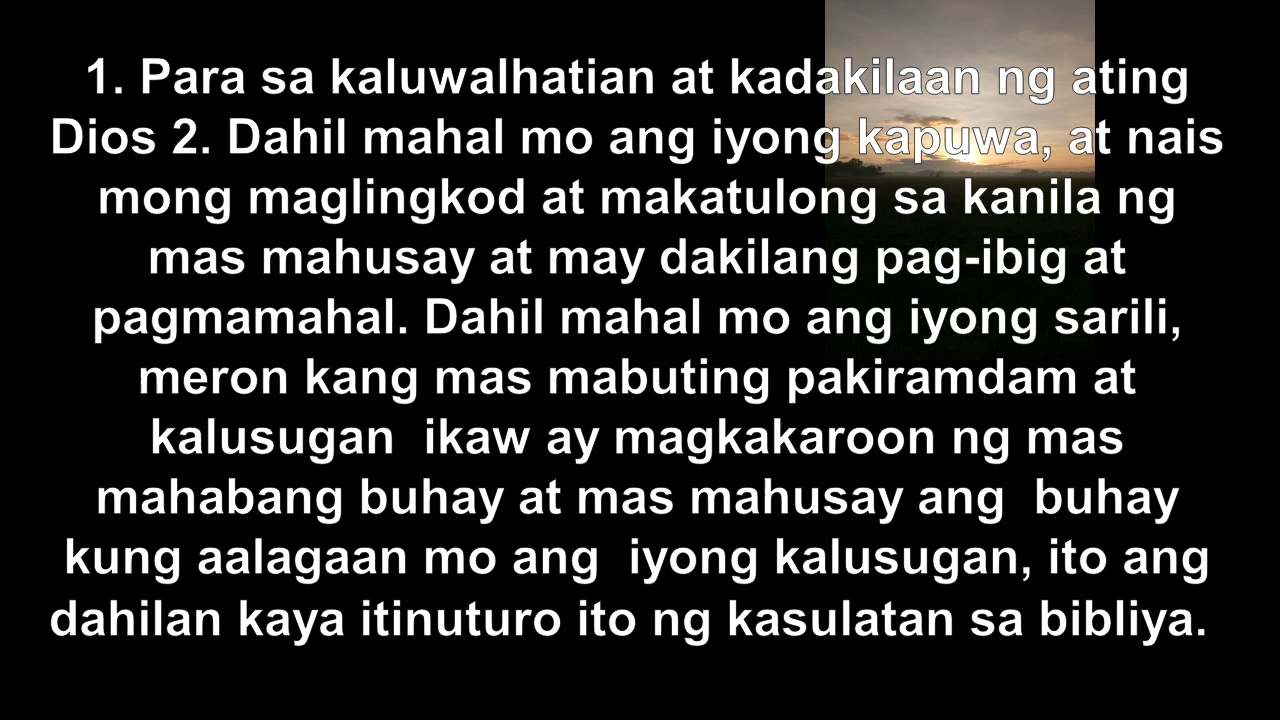 1. Para sa kaluwalhatian at kadakilaan ng ating
Dios 2. Dahil mahal mo ang iyong kapuwa, at nais
mong maglingkod at makatulong sa kanila ng
mas mahusay at may dakilang pag-ibig at
pagmamahal. Dahil mahal mo ang iyong sarili,
meron kang mas mabuting pakiramdam at
kalusugan  ikaw ay magkakaroon ng mas
mahabang buhay at mas mahusay ang  buhay
kung aalagaan mo ang  iyong kalusugan, ito ang
dahilan kaya itinuturo ito ng kasulatan sa bibliya.